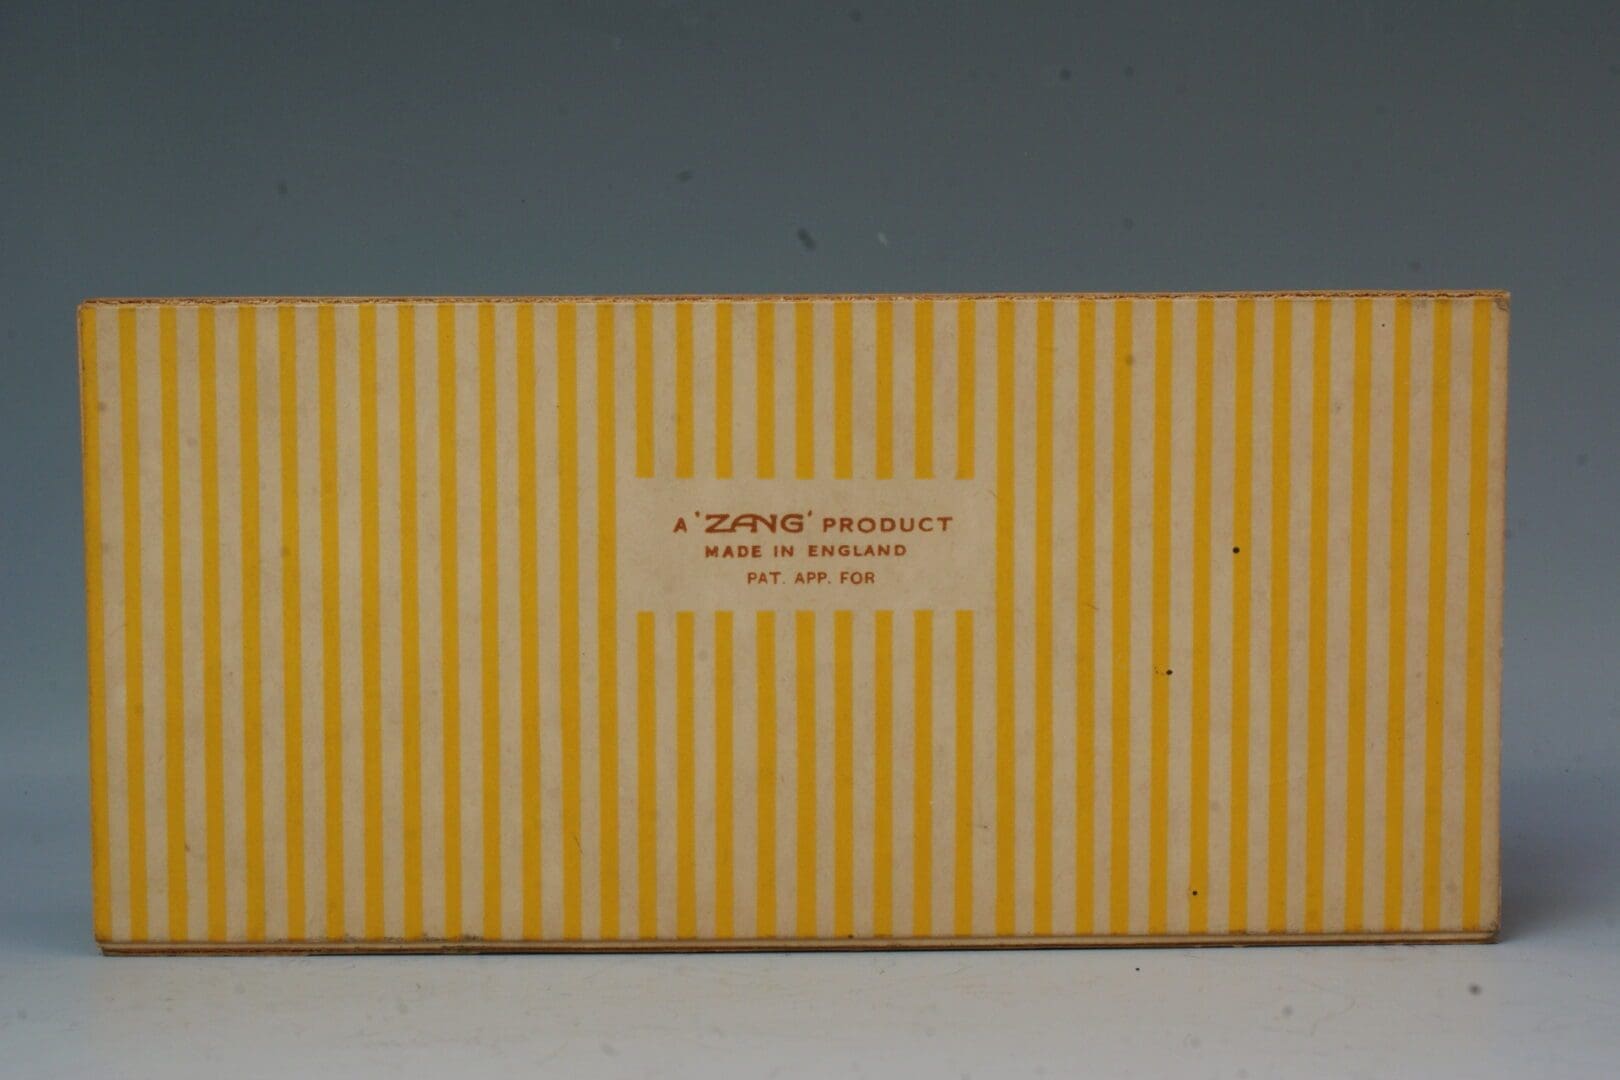 A 'ZANG' PRODUCT
MADE IN ENGLAND
PAT. APP. FOR